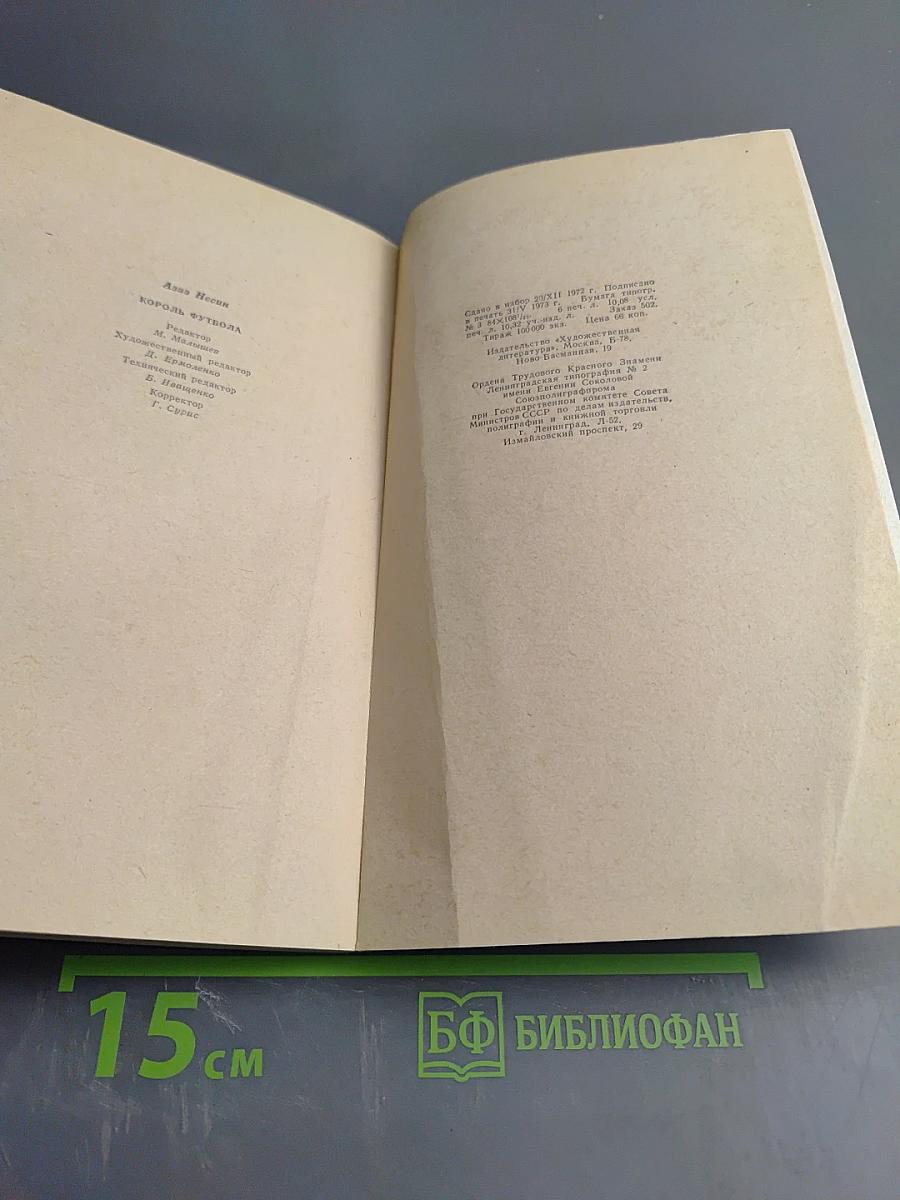 Азиз Несин
КОРОЛЬ ФУТБОЛА
Редактор
М. Малышев
Художественный редактор
Д. Ермоленко
Технический редактор
Б. Иващенко
Корректор
Г. Сурис
Сдано в набор 20/XII 1972 г. Подписано
в печать 31/V 1973 г. Бумага типогр.
№ 3 84×108¹/₃₂. 6 печ. л. 10,08 усл.
печ. л. 10,32 уч.-изд. л. Заказ 502.
Тираж 100 000 экз. Цена 66 коп.
Издательство «Художественная
литература», Москва, Б-78,
Ново-Басманная, 19
Ордена Трудового Красного Знамени
Ленинградская типография № 2
имени Евгении Соколовой
Союзполиграфпрома
при Государственном комитете Совета
Министров СССР по делам издательств,
полиграфии и книжной торговли
г. Ленинград, Л-52,
Измайловский проспект, 29
15 см
БФ БИБЛИОФАН